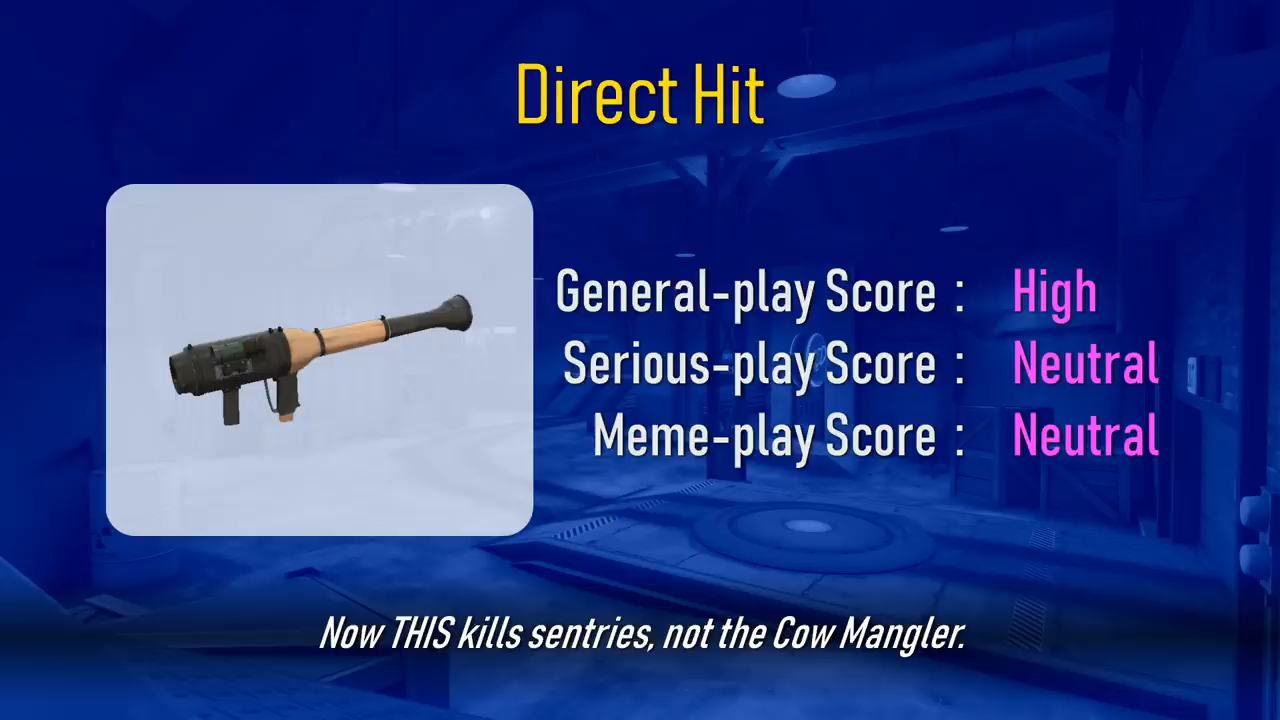 Direct Hit
General-play Score : High
Serious-play Score : Neutral
Meme-play Score : Neutral
Now THIS kills sentries, not the Cow Mangler.